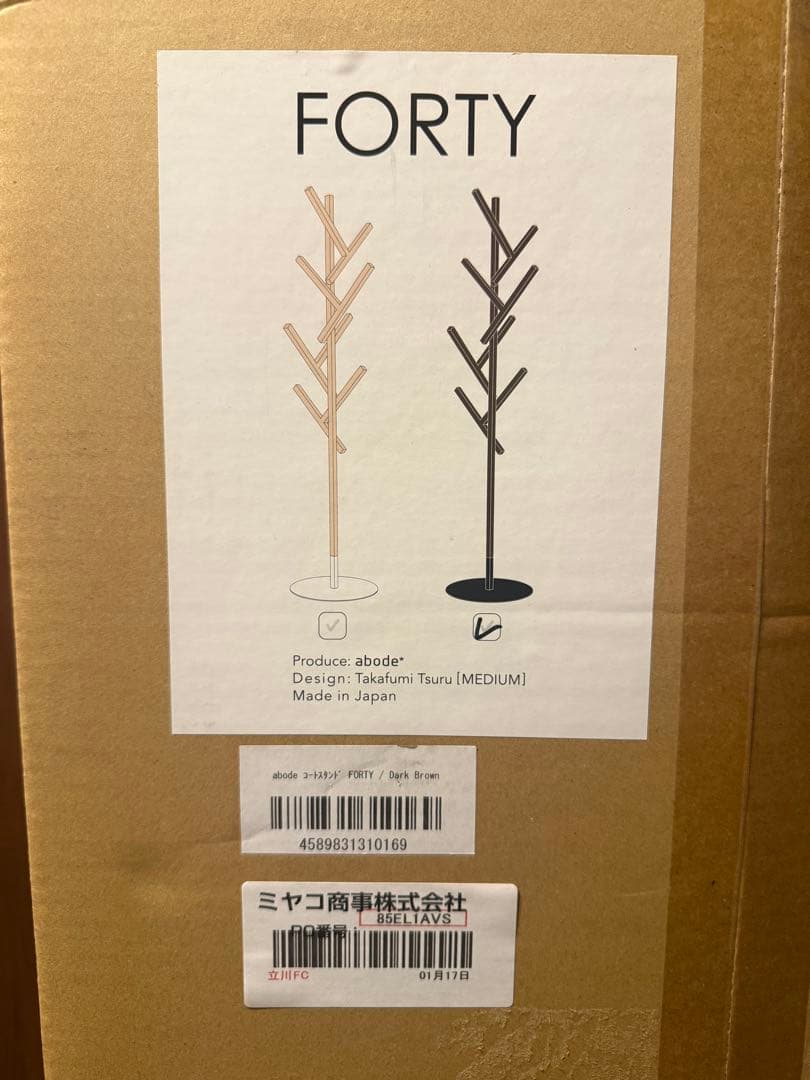 FORTY
Produce: abode*
Design: Takafumi Tsuru [MEDIUM]
Made in Japan
abode ｺｰﾄｽﾀﾝﾄﾞ FORTY / Dark Brown
4589831310169
ミヤコ商事株式会社
PO番号: 85EL1AVS
立川FC 01月17日